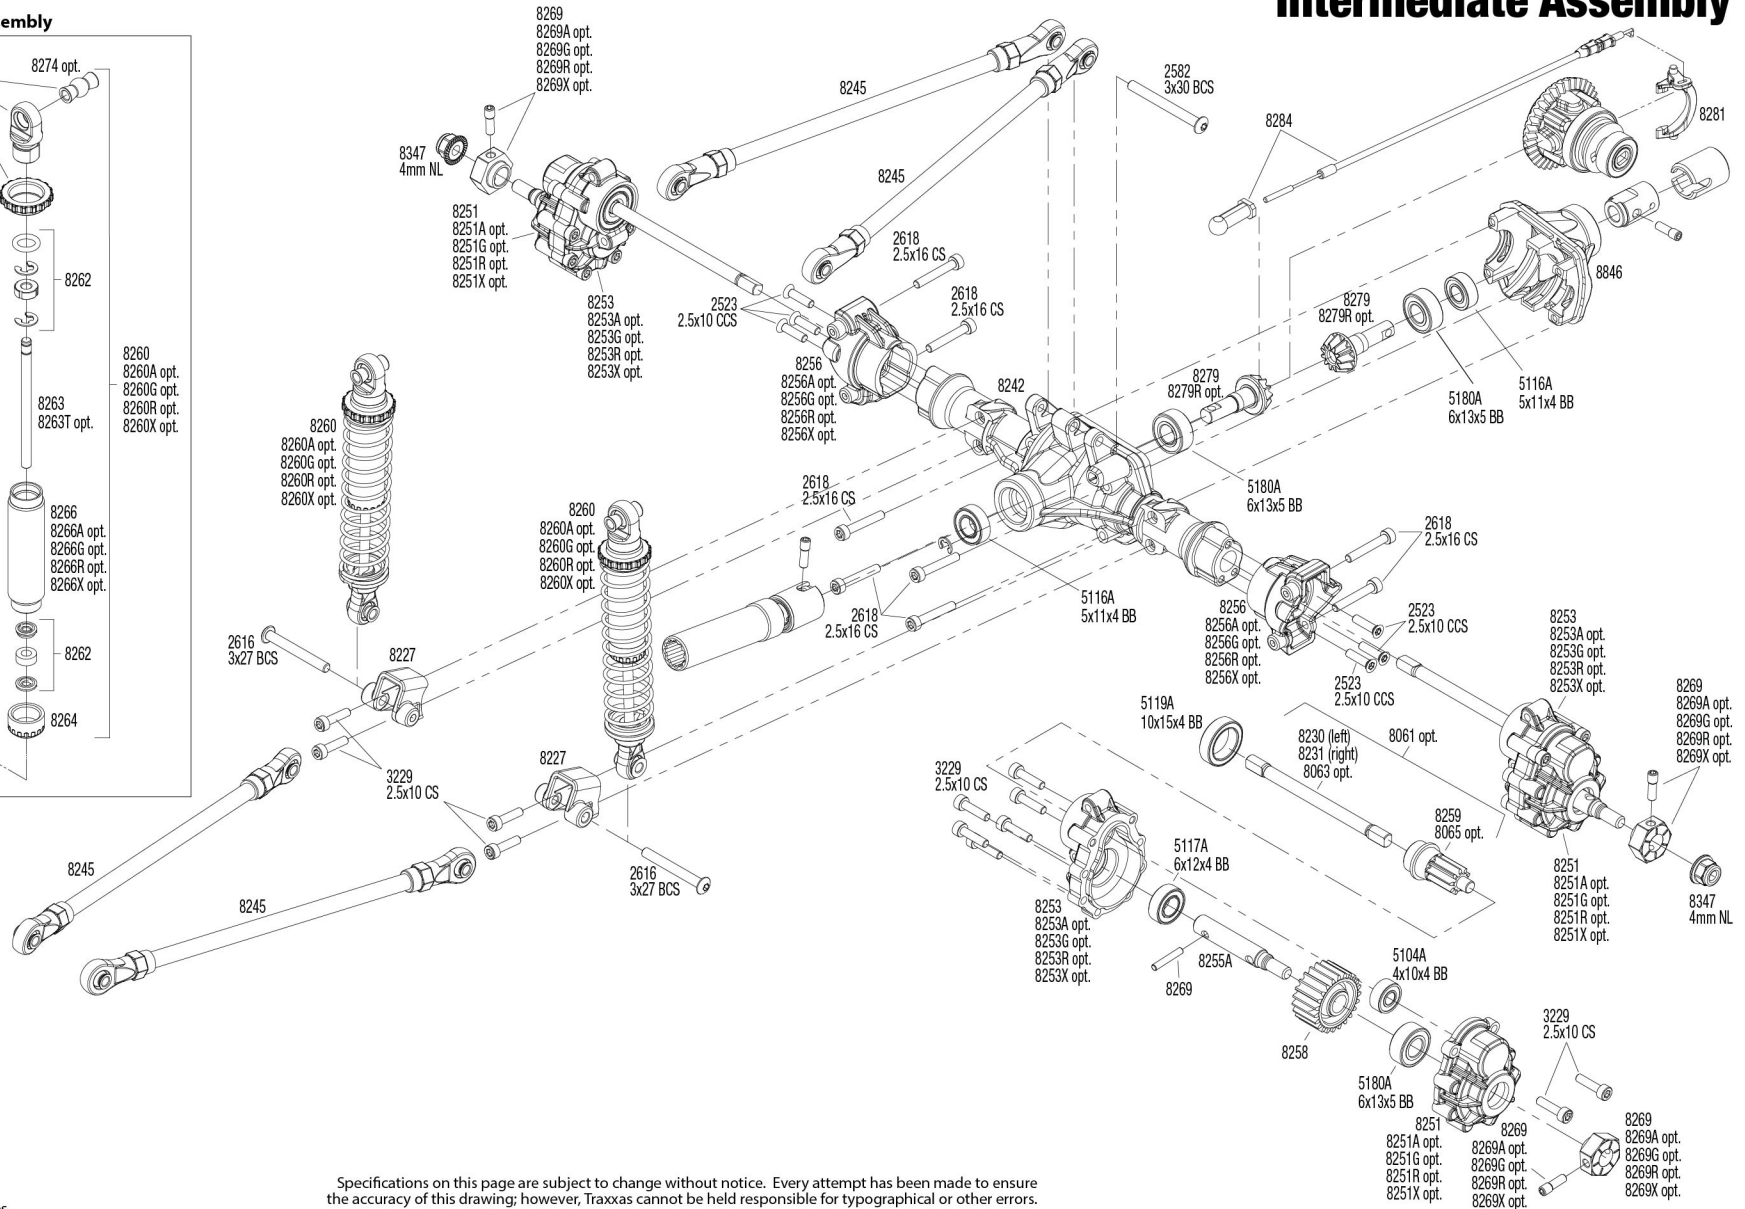 embly
Intermediate Assembly
8274 opt.
8262
8263
8263T opt.
8260
8260A opt.
8260G opt.
8260R opt.
8260X opt.
8266
8266A opt.
8266G opt.
8266R opt.
8266X opt.
8262
8264
8269
8269A opt.
8269G opt.
8269R opt.
8269X opt.
8347
4mm NL
8251
8251A opt.
8251G opt.
8251R opt.
8251X opt.
8253
8253A opt.
8253G opt.
8253R opt.
8253X opt.
8245
8245
2582
3x30 BCS
8284
8281
8846
2618
2.5x16 CS
2618
2.5x16 CS
2523
2.5x10 CCS
8256
8256A opt.
8256G opt.
8256R opt.
8256X opt.
8242
8279
8279R opt.
8279
8279R opt.
5116A
5x11x4 BB
5180A
6x13x5 BB
5180A
6x13x5 BB
8260
8260A opt.
8260G opt.
8260R opt.
8260X opt.
8260
8260A opt.
8260G opt.
8260R opt.
8260X opt.
2618
2.5x16 CS
2618
2.5x16 CS
5116A
5x11x4 BB
2618
2.5x16 CS
8256
8256A opt.
8256G opt.
8256R opt.
8256X opt.
2523
2.5x10 CCS
2523
2.5x10 CCS
8253
8253A opt.
8253G opt.
8253R opt.
8253X opt.
8269
8269A opt.
8269G opt.
8269R opt.
8269X opt.
2616
3x27 BCS
8227
8227
3229
2.5x10 CS
2616
3x27 BCS
8245
8245
5119A
10x15x4 BB
8230 (left)
8231 (right)
8063 opt.
8061 opt.
8259
8065 opt.
3229
2.5x10 CS
5117A
6x12x4 BB
8253
8253A opt.
8253G opt.
8253R opt.
8253X opt.
8269
8255A
5104A
4x10x4 BB
8258
5180A
6x13x5 BB
8251
8251A opt.
8251G opt.
8251R opt.
8251X opt.
8347
4mm NL
3229
2.5x10 CS
8251
8251A opt.
8251G opt.
8251R opt.
8251X opt.
8269
8269A opt.
8269G opt.
8269R opt.
8269X opt.
8269
8269A opt.
8269G opt.
8269R opt.
8269X opt.
Specifications on this page are subject to change without notice. Every attempt has been made to ensure
the accuracy of this drawing; however, Traxxas cannot be held responsible for typographical or other errors.